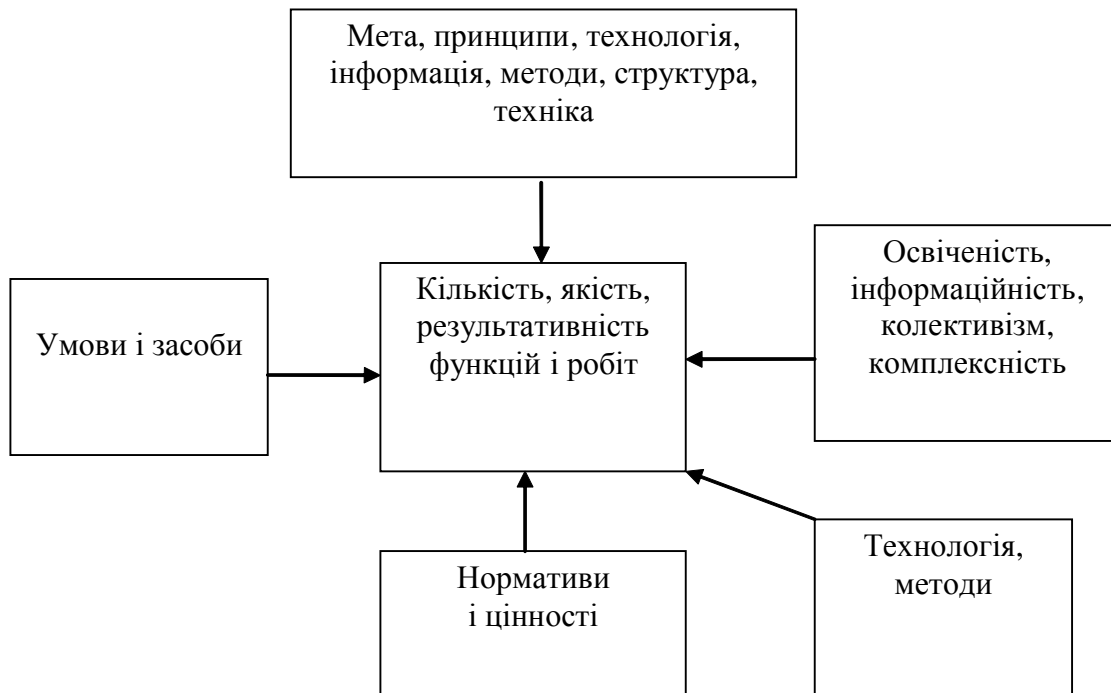 Мета, принципи, технологія,
інформація, методи, структура,
техніка
Освіченість,
інформаційність,
колективізм,
комплексність
Кількість, якість,
результативність
функцій і робіт
Умови і засоби
Технологія,
методи
Нормативи
і цінності